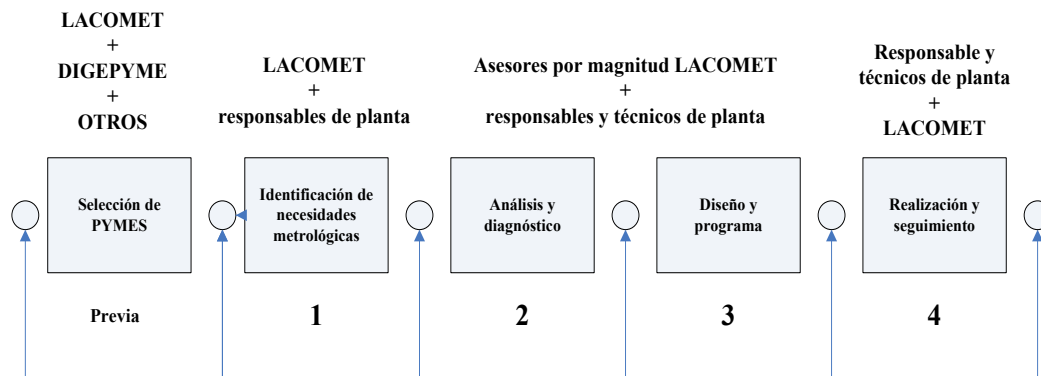 LACOMET
+
DIGEPYME
+
OTROS
LACOMET
+
responsables de planta
Asesores por magnitud LACOMET
+
responsables y técnicos de planta
Responsable y
técnicos de planta
+
LACOMET
Selección de
PYMES
Identificación de
necesidades
metrológicas
Análisis y
diagnóstico
Diseño y
programa
Realización y
seguimiento
Previa
1
2
3
4